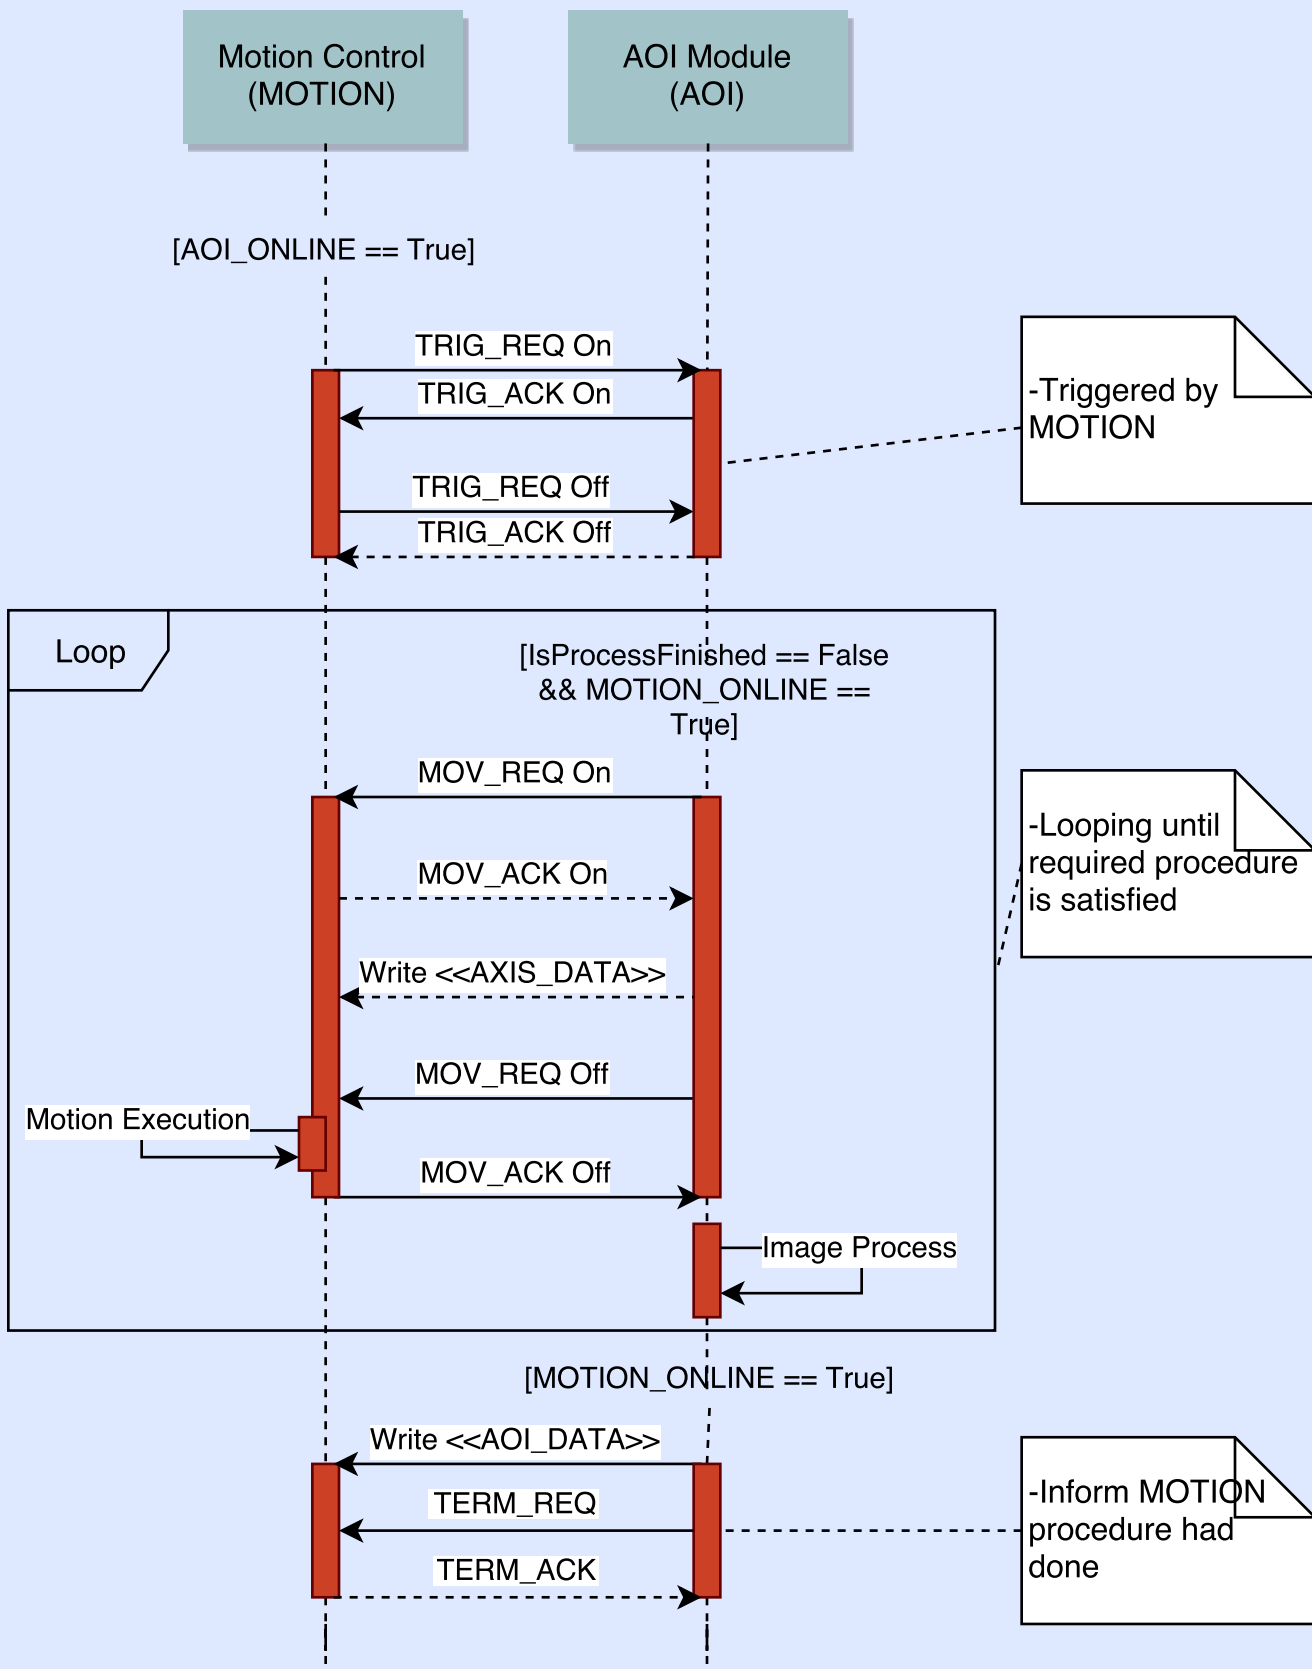 Motion Control
(MOTION)
AOI Module
(AOI)
[AOI_ONLINE == True]
TRIG_REQ On
TRIG_ACK On
-Triggered by
MOTION
TRIG_REQ Off
TRIG_ACK Off
Loop
[IsProcessFinished == False
&& MOTION_ONLINE ==
True]
MOV_REQ On
-Looping until
required procedure
is satisfied
MOV_ACK On
Write <<AXIS_DATA>>
MOV_REQ Off
Motion Execution
MOV_ACK Off
Image Process
[MOTION_ONLINE == True]
Write <<AOI_DATA>>
TERM_REQ
-Inform MOTION
procedure had
done
TERM_ACK